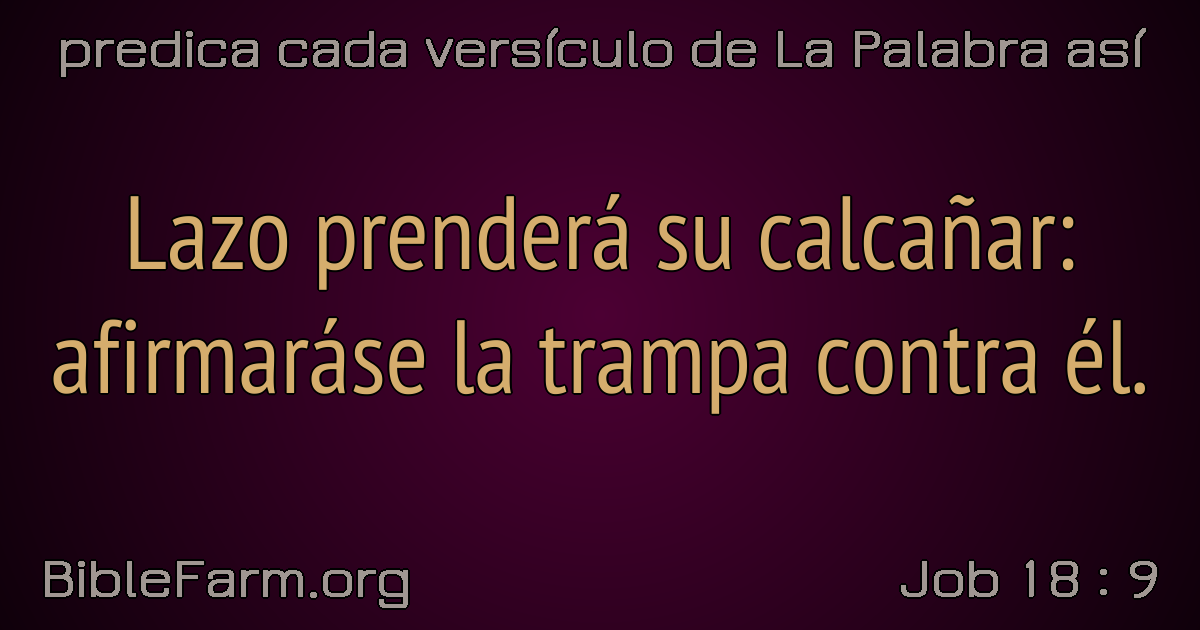 predica cada versículo de La Palabra así
Lazo prenderá su calcañar:
afirmaráse la trampa contra él.
BibleFarm.org
Job 18 : 9